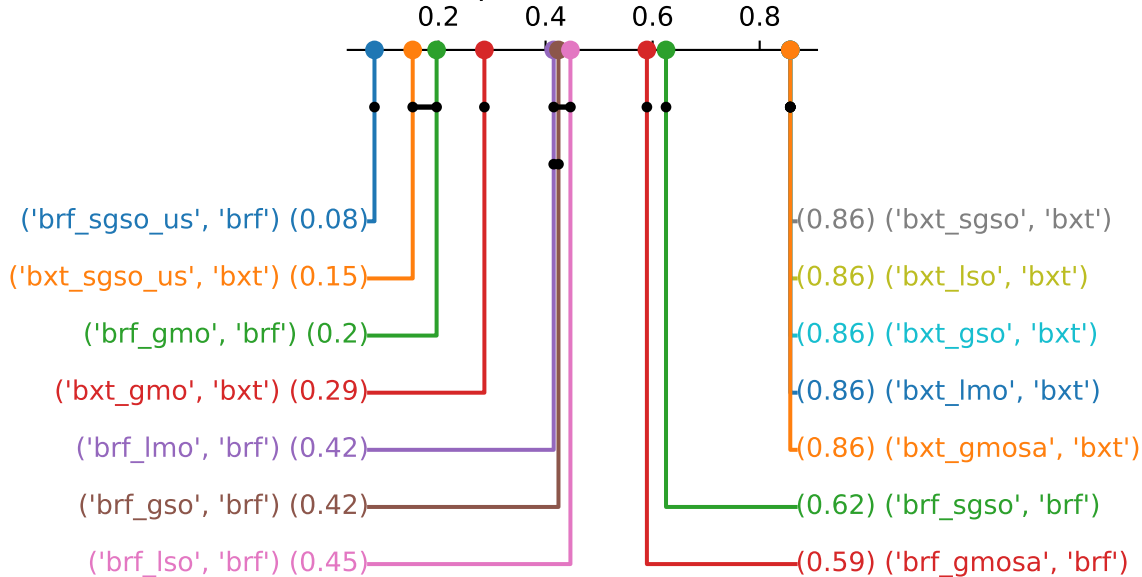 0.2 0.4 0.6 0.8
('brf_sgso_us', 'brf') (0.08) (0.86) ('bxt_sgso', 'bxt')
('bxt_sgso_us', 'bxt') (0.15) (0.86) ('bxt_lso', 'bxt')
('brf_gmo', 'brf') (0.2) (0.86) ('bxt_gso', 'bxt')
('bxt_gmo', 'bxt') (0.29) (0.86) ('bxt_lmo', 'bxt')
('brf_lmo', 'brf') (0.42) (0.86) ('bxt_gmosa', 'bxt')
('brf_gso', 'brf') (0.42) (0.62) ('brf_sgso', 'brf')
('brf_lso', 'brf') (0.45) (0.59) ('brf_gmosa', 'brf')